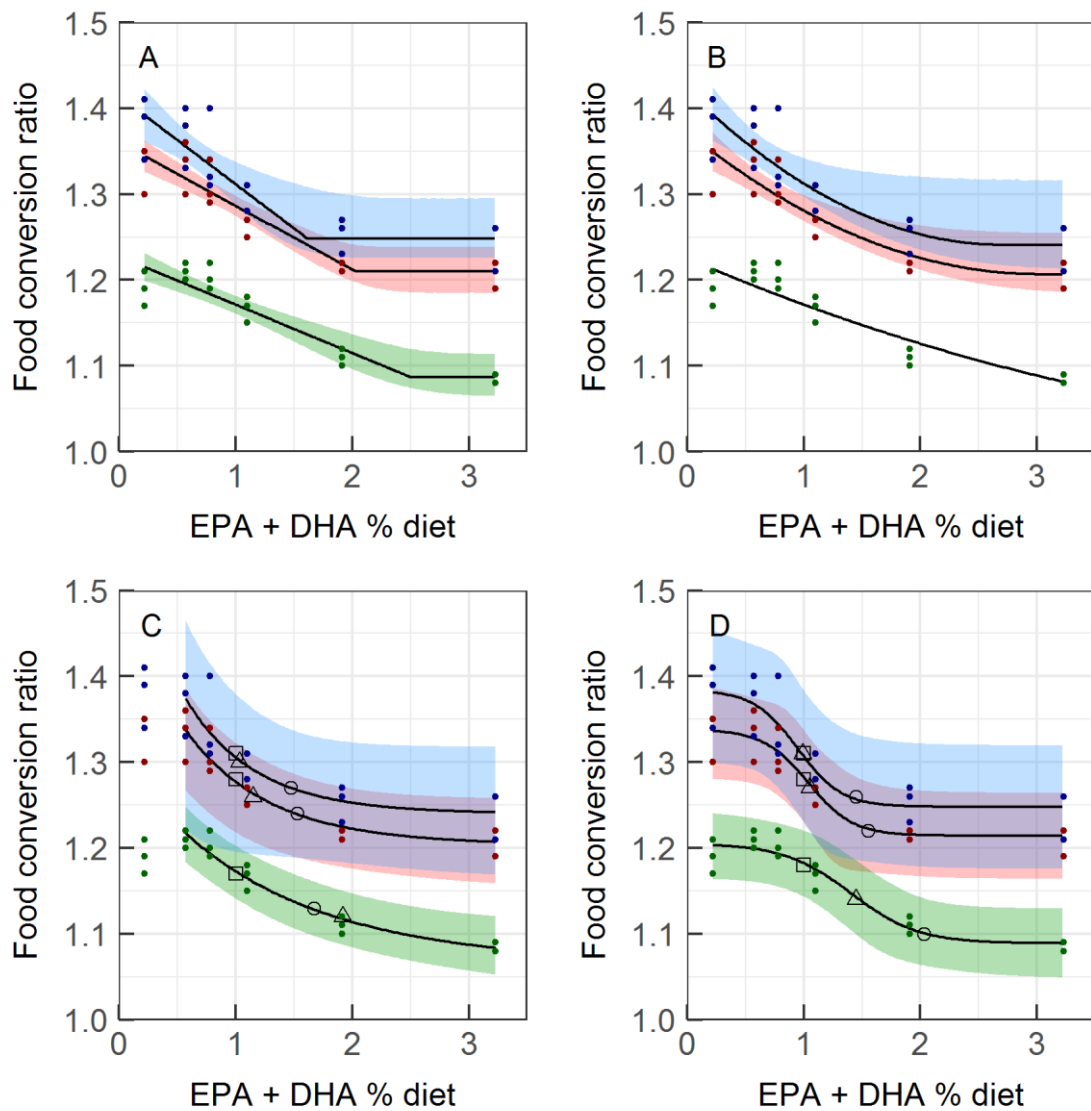 A
Food conversion ratio
1.5
1.4
1.3
1.2
1.1
1.0
0 1 2 3
EPA + DHA % diet
B
Food conversion ratio
1.5
1.4
1.3
1.2
1.1
1.0
0 1 2 3
EPA + DHA % diet
C
Food conversion ratio
1.5
1.4
1.3
1.2
1.1
1.0
0 1 2 3
EPA + DHA % diet
D
Food conversion ratio
1.5
1.4
1.3
1.2
1.1
1.0
0 1 2 3
EPA + DHA % diet